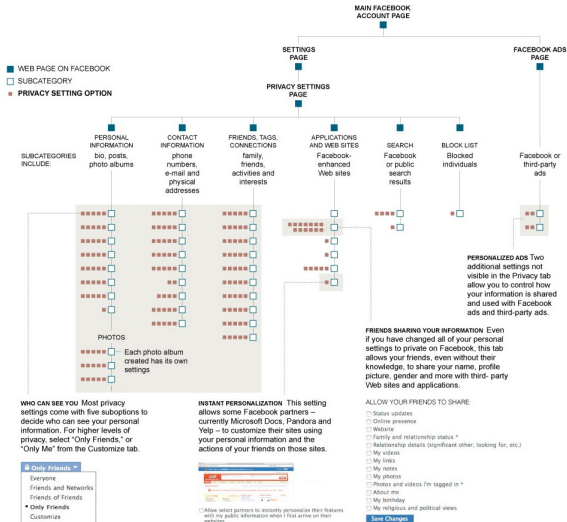 MAIN FACEBOOK
ACCOUNT PAGE
SETTINGS
PAGE
FACEBOOK ADS
PAGE
WEB PAGE ON FACEBOOK
SUBCATEGORY
PRIVACY SETTING OPTION
PRIVACY SETTINGS
PAGE
SUBCATEGORIES
INCLUDE:
PERSONAL
INFORMATION
bio, posts,
photo albums
CONTACT
INFORMATION
phone
numbers,
e-mail and
physical
addresses
FRIENDS, TAGS,
CONNECTIONS
family,
friends,
activities and
interests
APPLICATIONS
AND WEB SITES
Facebook-
enhanced
Web sites
SEARCH
Facebook
or public
search
results
BLOCK LIST
Blocked
individuals
Facebook or
third-party
ads
PHOTOS
Each photo album
created has its own
settings
PERSONALIZED ADS Two
additional settings not
visible in the Privacy tab
allow you to control how
your information is shared
and used with Facebook
ads and third-party ads.
WHO CAN SEE YOU Most privacy
settings come with five suboptions to
decide who can see your personal
information. For higher levels of
privacy, select “Only Friends,” or
“Only Me” from the Customize tab.
Only Friends
Everyone
Friends and Networks
Friends of Friends
• Only Friends
Customize
INSTANT PERSONALIZATION This setting
allows some Facebook partners –
currently Microsoft Docs, Pandora and
Yelp – to customize their sites using
your personal information and the
actions of your friends on those sites.
Allow select partners to instantly personalize their features
with my public information when I first arrive on their
websites
FRIENDS SHARING YOUR INFORMATION Even
if you have changed all of your personal
settings to private on Facebook, this tab
allows your friends, even without their
knowledge, to share your name, profile
picture, gender and more with third- party
Web sites and applications.
ALLOW YOUR FRIENDS TO SHARE:
Status updates
Online presence
Website
Family and relationship status *
Relationship details (significant other, looking for, etc.)
My videos
My links
My notes
My photos
Photos and videos I'm tagged in *
About me
My birthday
My religious and political views
Save Changes